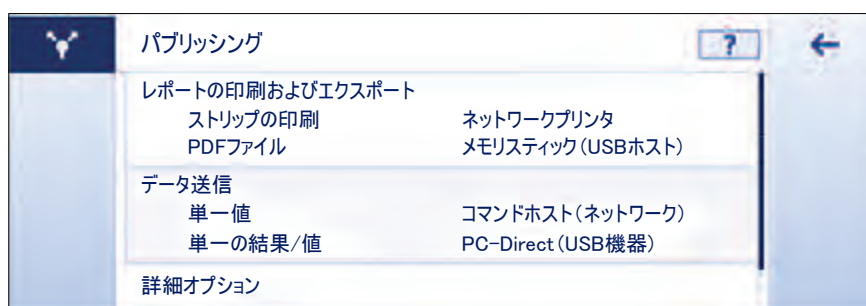 パブリッシング ?
レポートの印刷およびエクスポート
ストリップの印刷 ネットワークプリンタ
PDFファイル メモリスティック(USBホスト)
データ送信
単一値 コマンドホスト(ネットワーク)
単一の結果/値 PC-Direct(USB機器)
詳細オプション